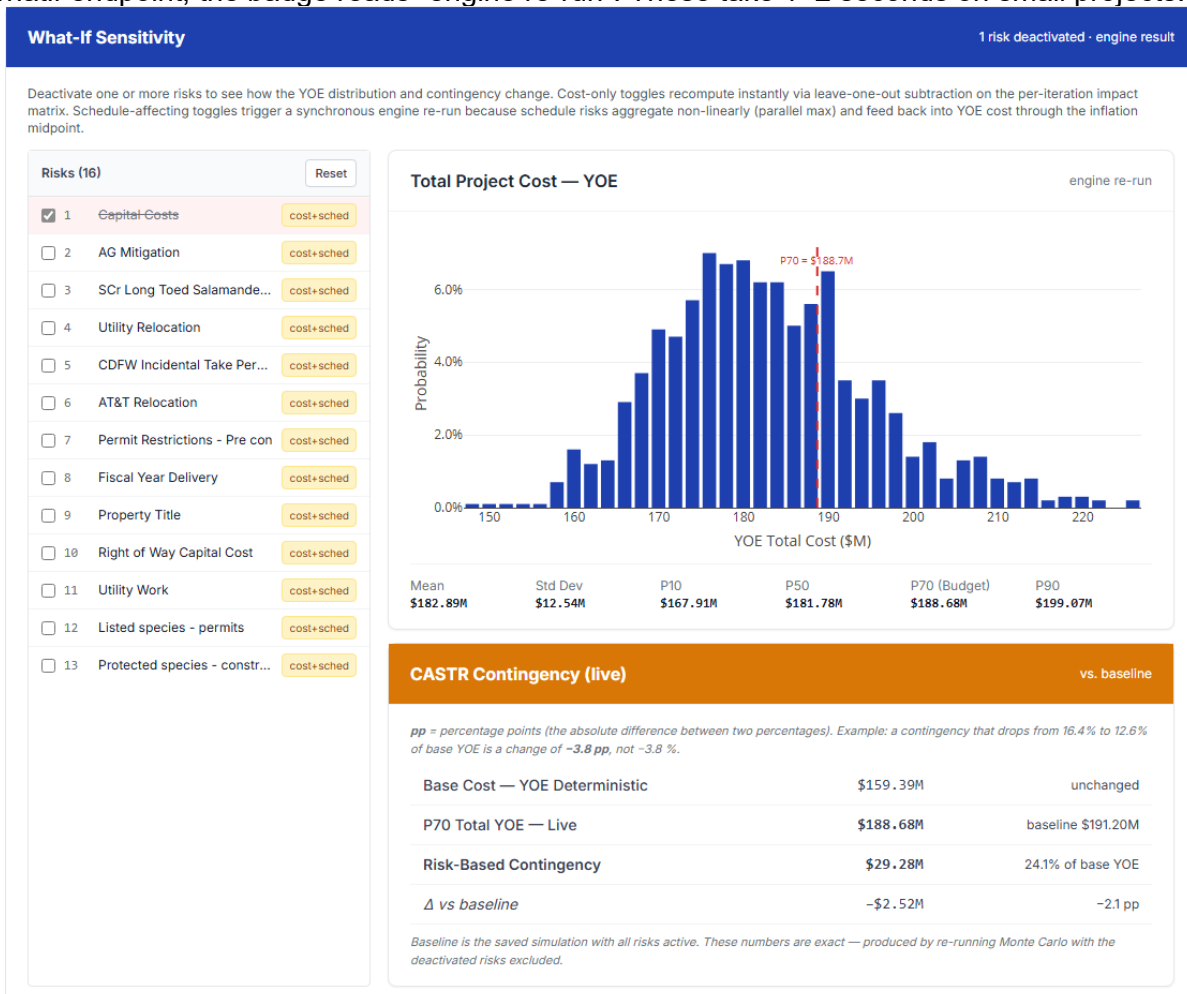 What-If Sensitivity
1 risk deactivated · engine result
Deactivate one or more risks to see how the YOE distribution and contingency change. Cost-only toggles recompute instantly via leave-one-out subtraction on the per-iteration impact
matrix. Schedule-affecting toggles trigger a synchronous engine re-run because schedule risks aggregate non-linearly (parallel max) and feed back into YOE cost through the inflation
midpoint.
Risks (16)
Reset
1 Capital Costs cost+sched
2 AG Mitigation cost+sched
3 SCr Long Toed Salamande... cost+sched
4 Utility Relocation cost+sched
5 CDFW Incidental Take Per... cost+sched
6 AT&T Relocation cost+sched
7 Permit Restrictions - Pre con cost+sched
8 Fiscal Year Delivery cost+sched
9 Property Title cost+sched
10 Right of Way Capital Cost cost+sched
11 Utility Work cost+sched
12 Listed species - permits cost+sched
13 Protected species - constr... cost+sched
Total Project Cost — YOE
engine re-run
P70 = $188.7M
6.0%
4.0%
2.0%
0.0%
Probability
150 160 170 180 190 200 210 220
YOE Total Cost ($M)
Mean Std Dev P10 P50 P70 (Budget) P90
$182.89M $12.54M $167.91M $181.78M $188.68M $199.07M
CASTR Contingency (live)
vs. baseline
pp = percentage points (the absolute difference between two percentages). Example: a contingency that drops from 16.4% to 12.6%
of base YOE is a change of −3.8 pp, not −3.8 %.
Base Cost — YOE Deterministic $159.39M unchanged
P70 Total YOE — Live $188.68M baseline $191.20M
Risk-Based Contingency $29.28M 24.1% of base YOE
Δ vs baseline −$2.52M −2.1 pp
Baseline is the saved simulation with all risks active. These numbers are exact — produced by re-running Monte Carlo with the
deactivated risks excluded.